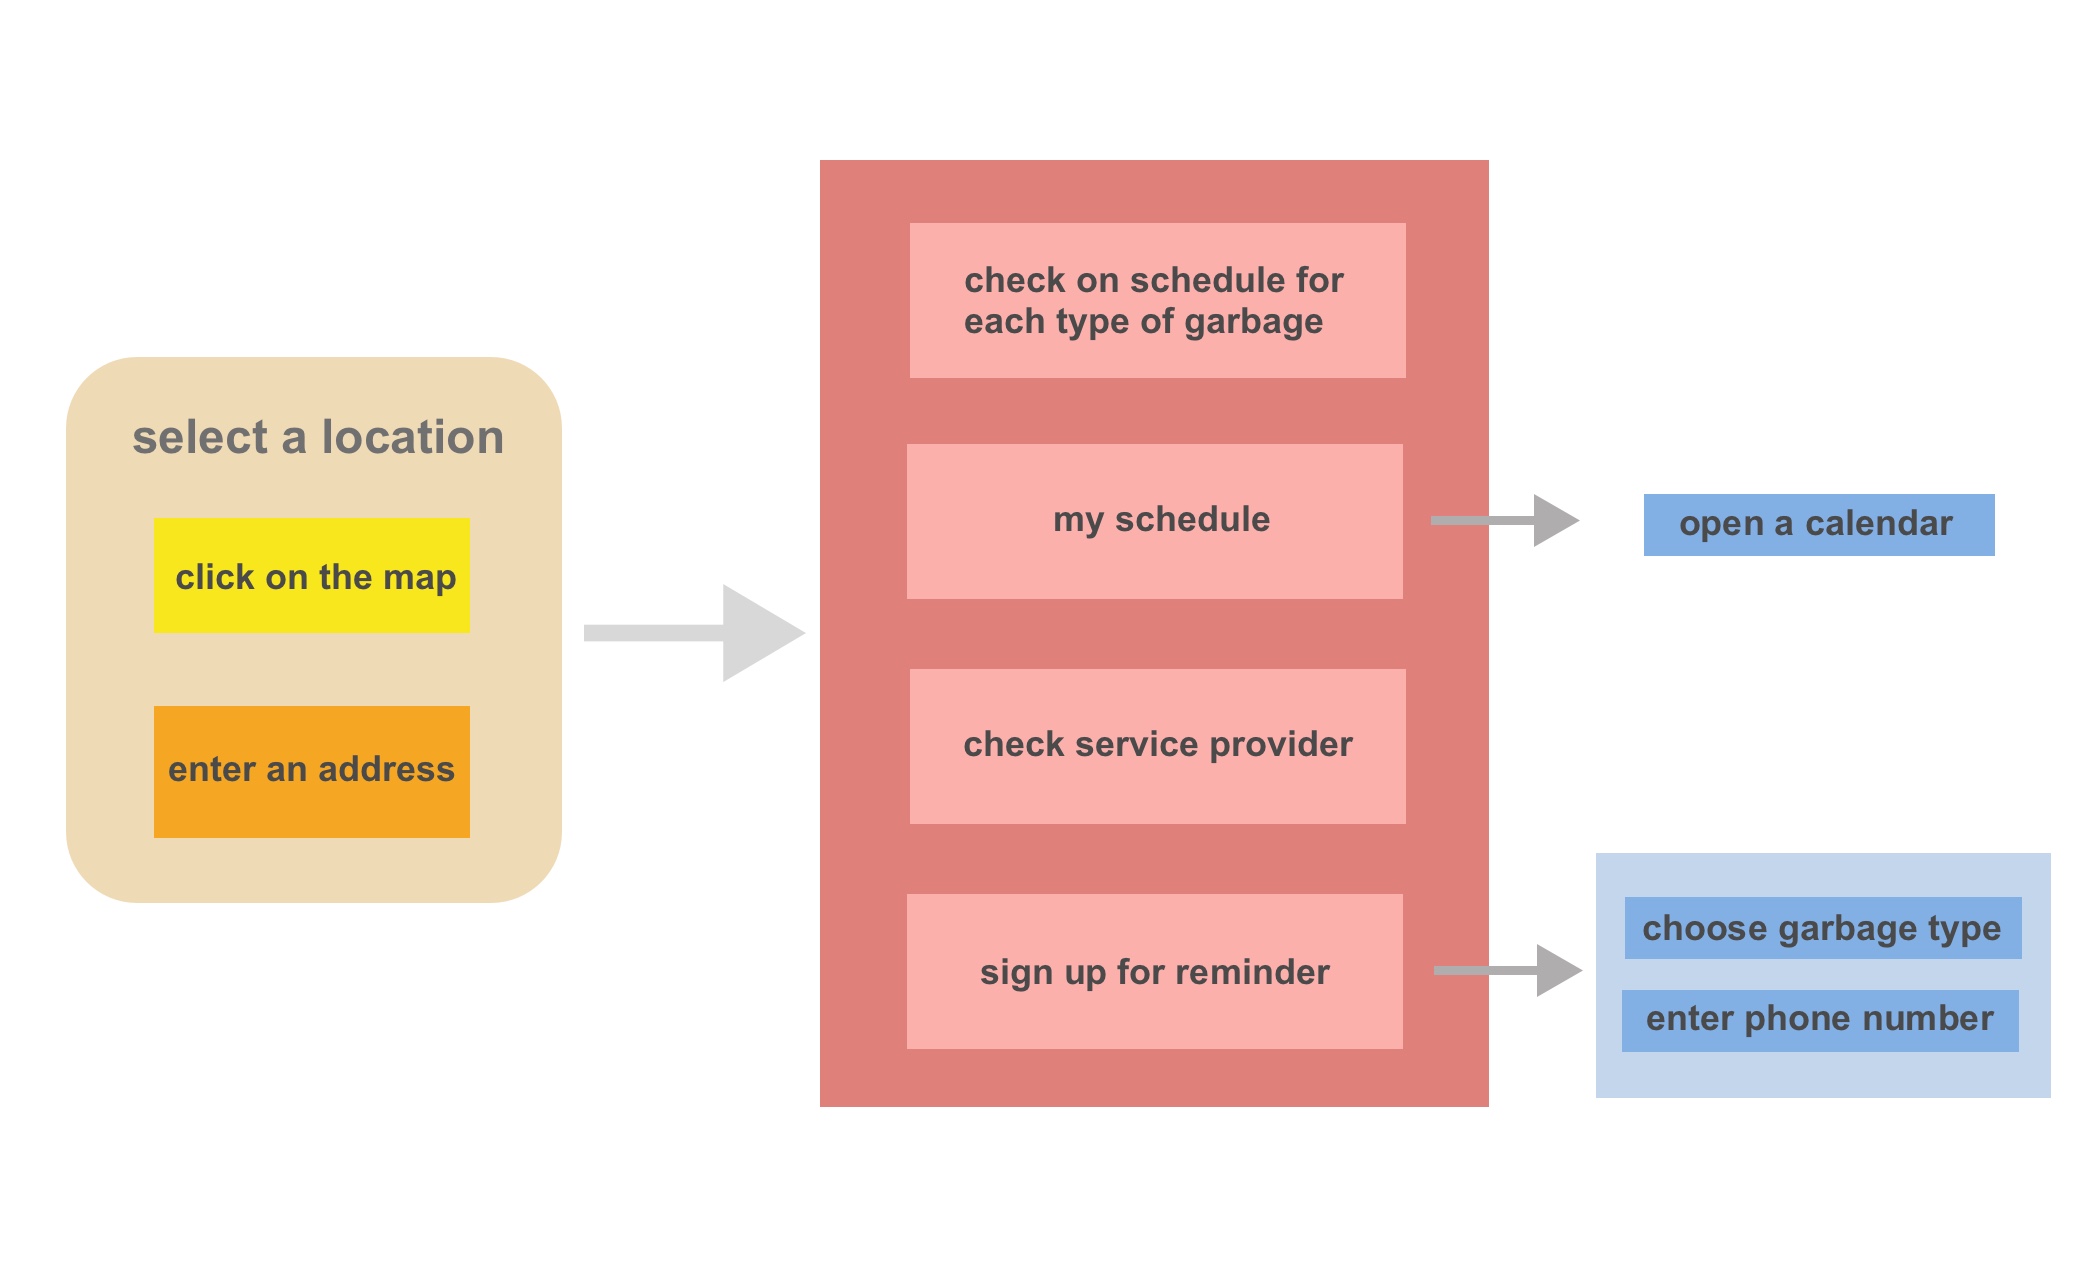 select a location
click on the map
enter an address
check on schedule for
each type of garbage
my schedule
check service provider
sign up for reminder
open a calendar
choose garbage type
enter phone number